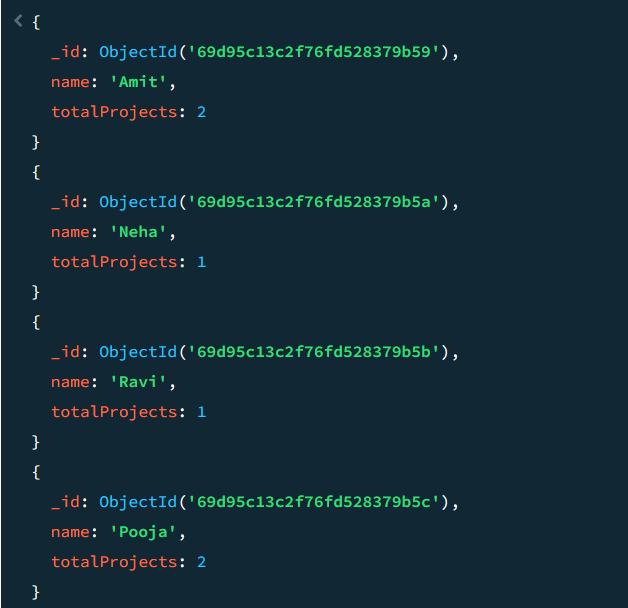 {
_id: ObjectId('69d95c13c2f76fd528379b59'),
name: 'Amit',
totalProjects: 2
}
{
_id: ObjectId('69d95c13c2f76fd528379b5a'),
name: 'Neha',
totalProjects: 1
}
{
_id: ObjectId('69d95c13c2f76fd528379b5b'),
name: 'Ravi',
totalProjects: 1
}
{
_id: ObjectId('69d95c13c2f76fd528379b5c'),
name: 'Pooja',
totalProjects: 2
}